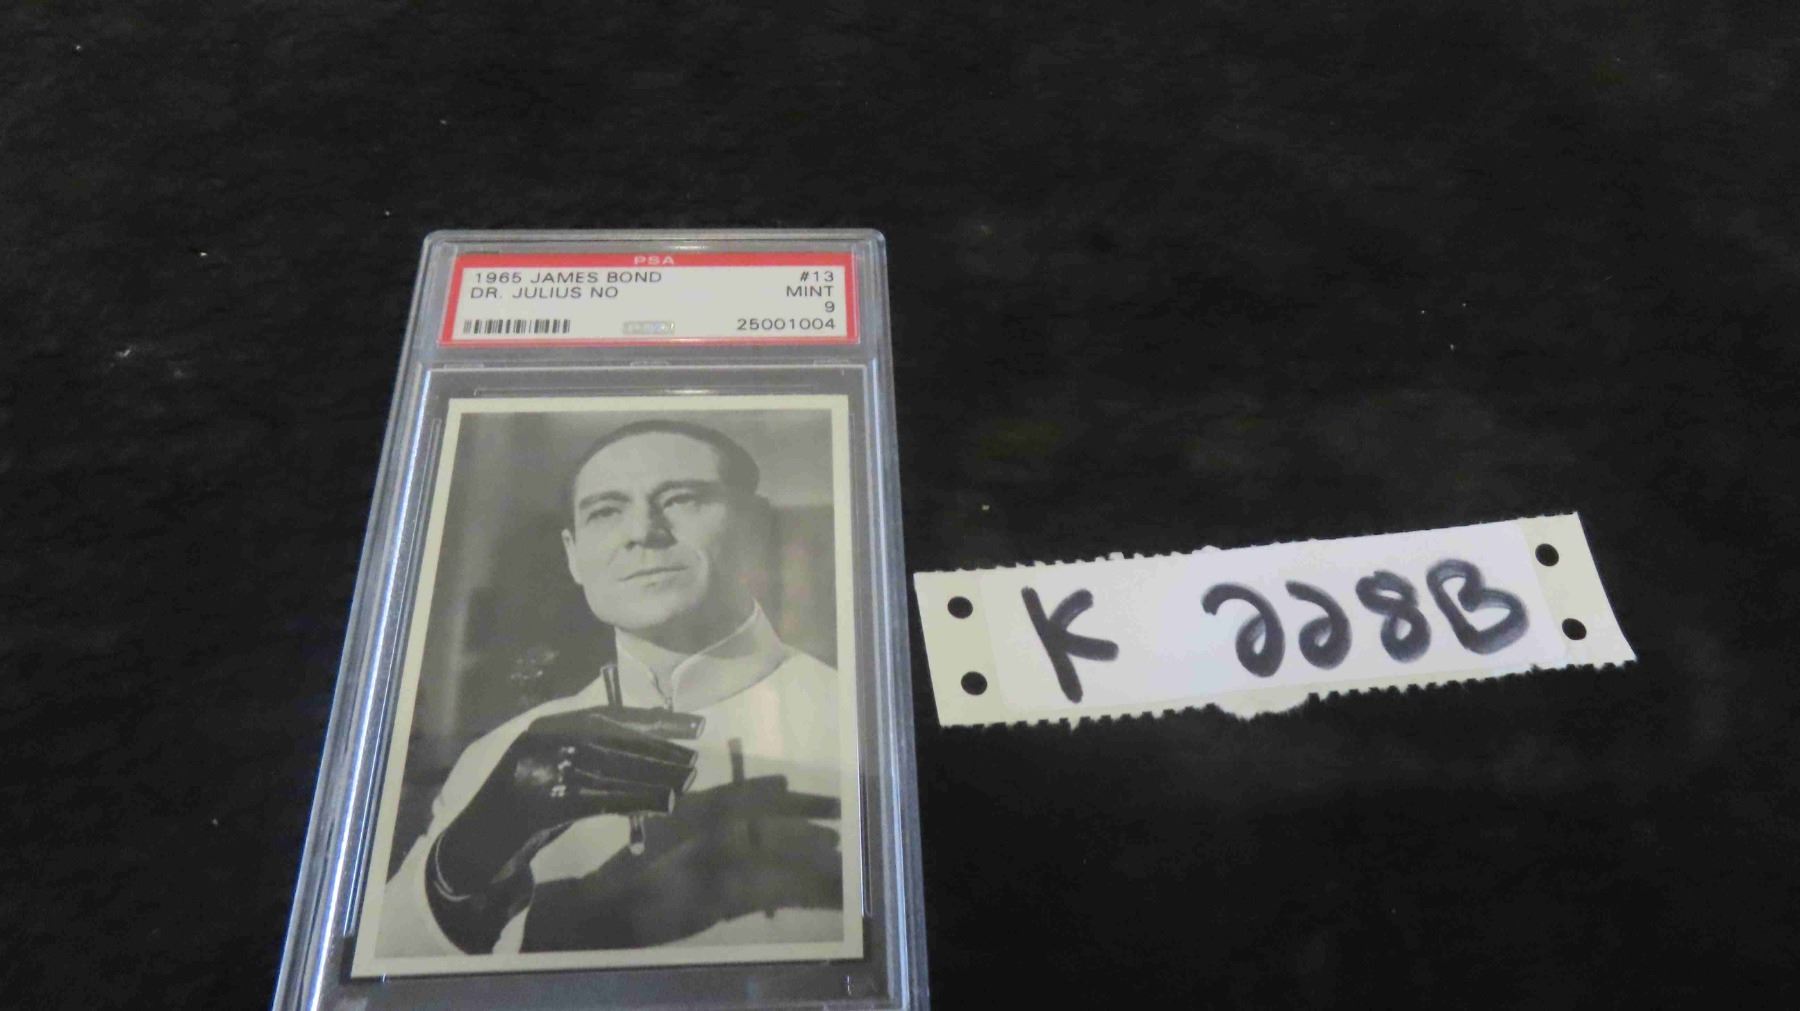 PSA
1965 JAMES BOND #13
DR. JULIUS NO MINT
9
25001004
K 228B